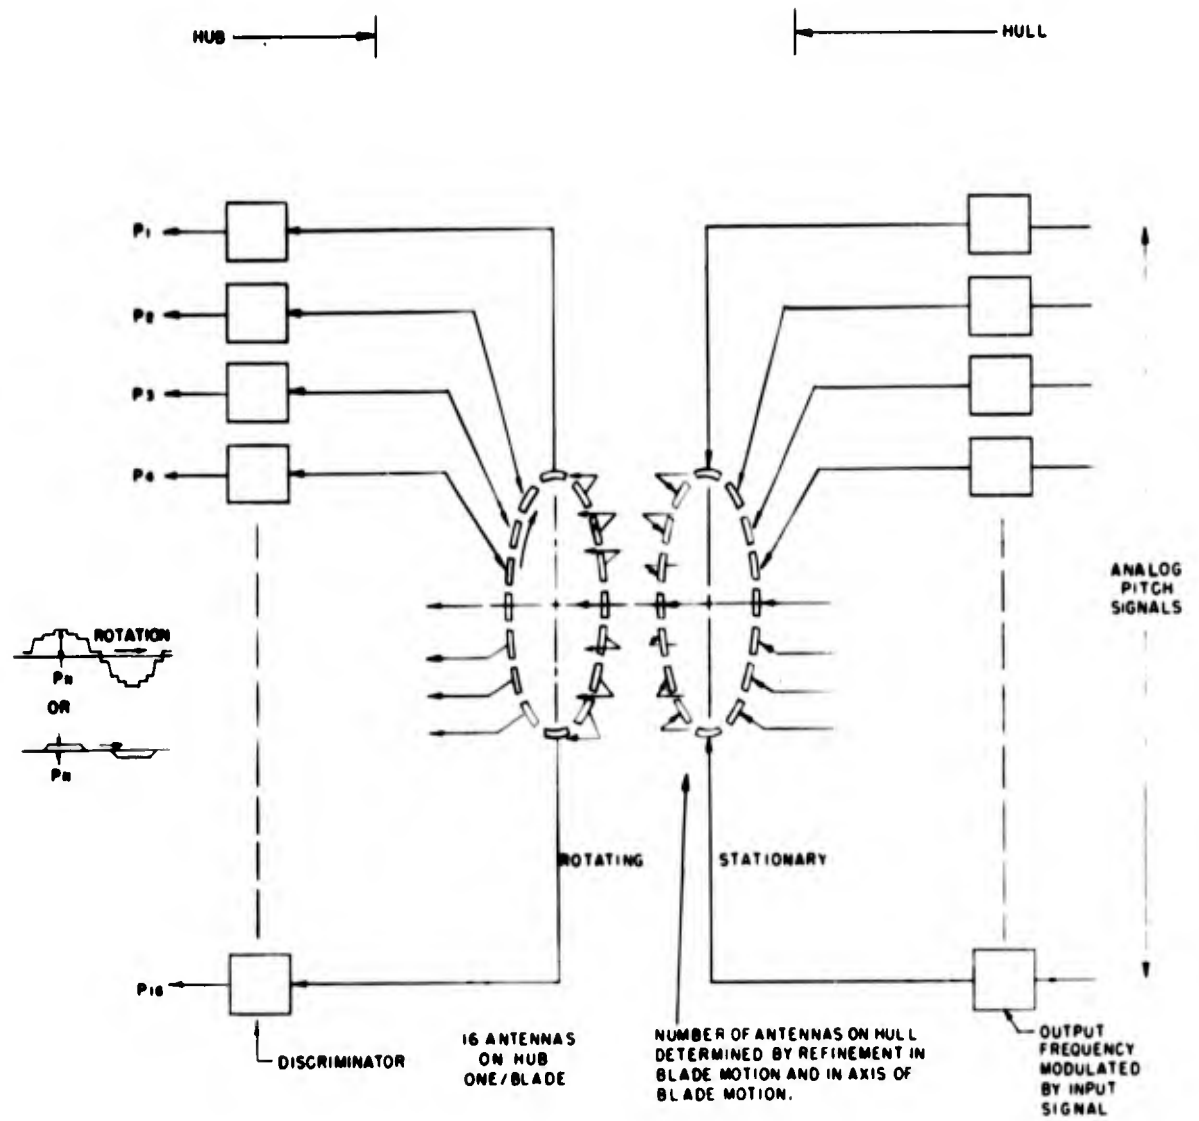 HUB
HULL
P1
P2
P3
P4
ANALOG
PITCH
SIGNALS
ROTATION
Pn
OR
Pn
ROTATING
STATIONARY
P16
DISCRIMINATOR
16 ANTENNAS
ON HUB
ONE/BLADE
NUMBER OF ANTENNAS ON HULL
DETERMINED BY REFINEMENT IN
BLADE MOTION AND IN AXIS OF
BLADE MOTION.
OUTPUT
FREQUENCY
MODULATED
BY INPUT
SIGNAL